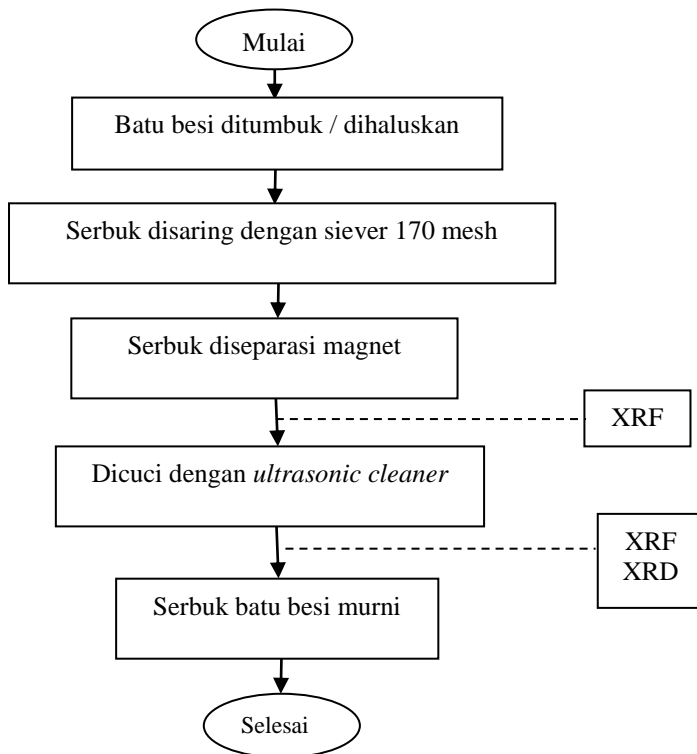 Mulai
Batu besi ditumbuk / dihaluskan
Serbuk disaring dengan siever 170 mesh
Serbuk diseparasi magnet
XRF
Dicuci dengan ultrasonic cleaner
XRF
XRD
Serbuk batu besi murni
Selesai